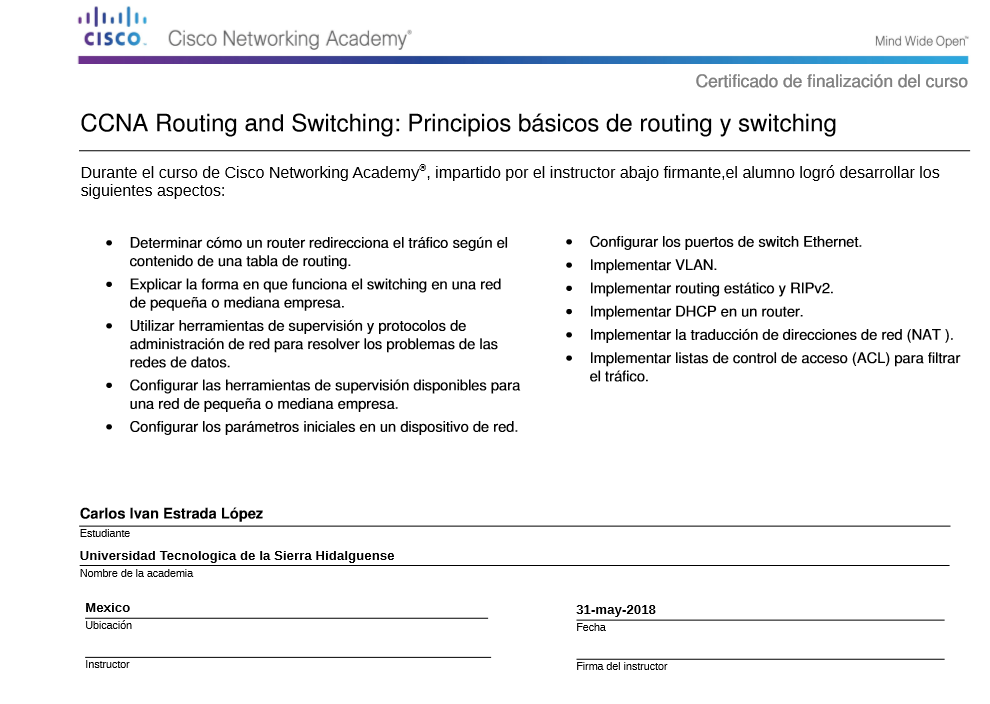 CISCO.
Cisco Networking Academy®
Mind Wide Open™
Certificado de finalización del curso
CCNA Routing and Switching: Principios básicos de routing y switching
Durante el curso de Cisco Networking Academy®, impartido por el instructor abajo firmante,el alumno logró desarrollar los
siguientes aspectos:
• Determinar cómo un router redirecciona el tráfico según el
contenido de una tabla de routing.
• Explicar la forma en que funciona el switching en una red
de pequeña o mediana empresa.
• Utilizar herramientas de supervisión y protocolos de
administración de red para resolver los problemas de las
redes de datos.
• Configurar las herramientas de supervisión disponibles para
una red de pequeña o mediana empresa.
• Configurar los parámetros iniciales en un dispositivo de red.
• Configurar los puertos de switch Ethernet.
• Implementar VLAN.
• Implementar routing estático y RIPv2.
• Implementar DHCP en un router.
• Implementar la traducción de direcciones de red (NAT ).
• Implementar listas de control de acceso (ACL) para filtrar
el tráfico.
Carlos Ivan Estrada López
Estudiante
Universidad Tecnologica de la Sierra Hidalguense
Nombre de la academia
Mexico
Ubicación
31-may-2018
Fecha
Instructor
Firma del instructor